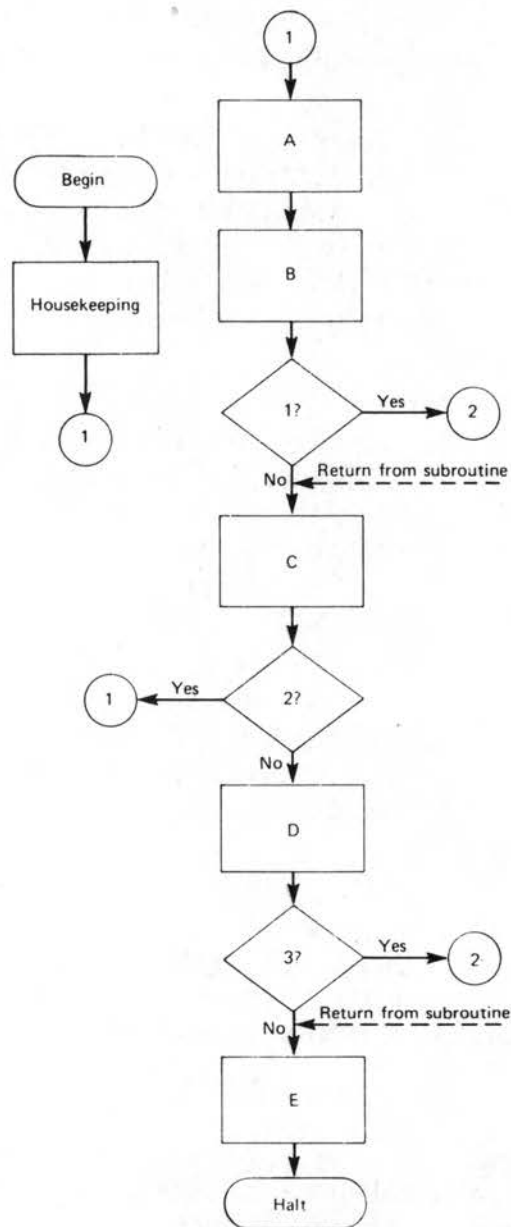 Begin
Housekeeping
1
1
A
B
1?
Yes
2
No
Return from subroutine
C
2?
Yes
1
No
D
3?
Yes
2
No
Return from subroutine
E
Halt